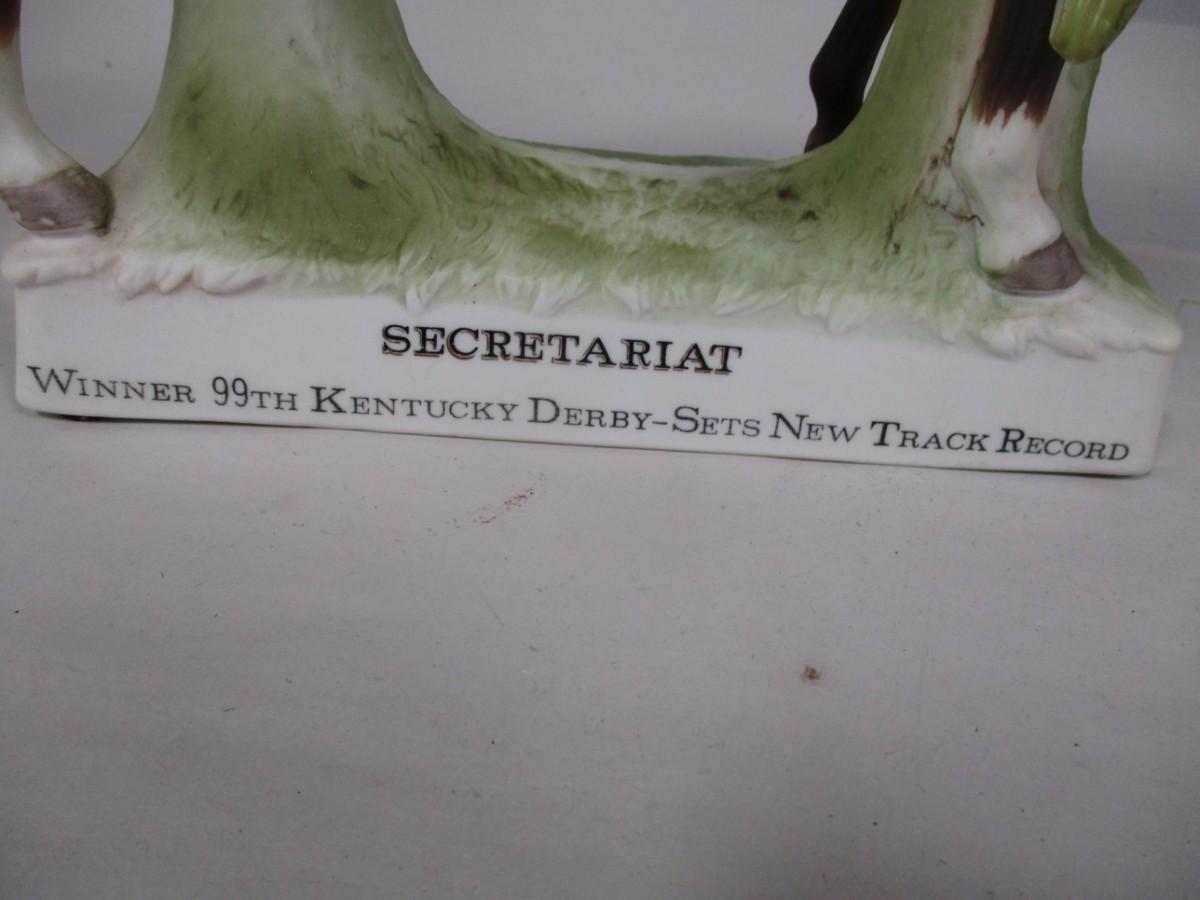 SECRETARIAT
WINNER 99TH KENTUCKY DERBY-SETS NEW TRACK RECORD